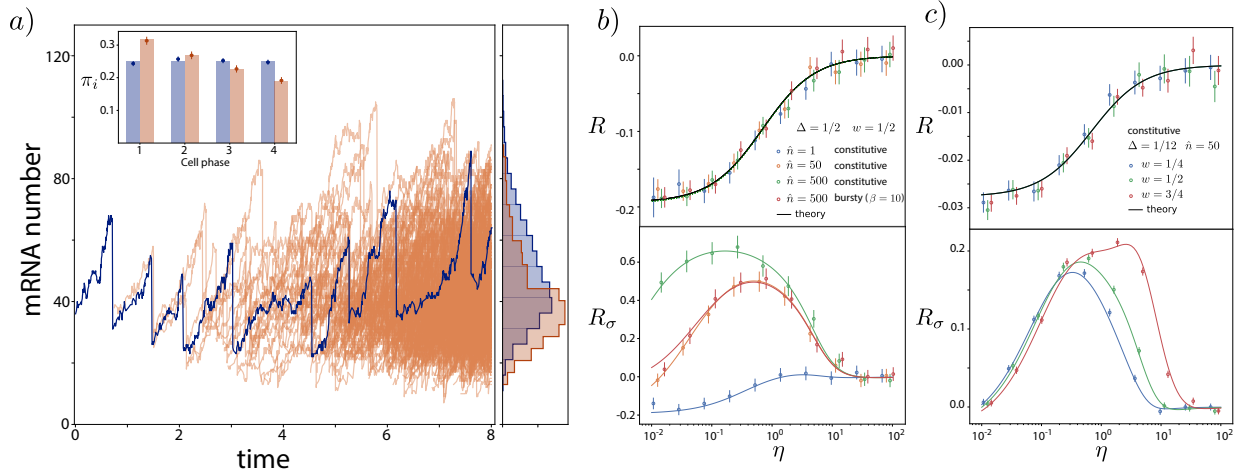 a)
mRNA number
120
80
40
0
0
2
4
6
8
time
π_i
0.3
0.2
0.1
1
2
3
4
Cell phase
b)
R
0.0
-0.1
-0.2
Δ = 1/2 w = 1/2
n̂ = 1 constitutive
n̂ = 50 constitutive
n̂ = 500 constitutive
n̂ = 500 bursty (β = 10)
theory
R_σ
0.6
0.4
0.2
0.0
-0.2
10^-2
10^-1
10^0
10^1
10^2
η
c)
R
0.00
-0.01
-0.02
-0.03
constitutive
Δ = 1/12 n̂ = 50
w = 1/4
w = 1/2
w = 3/4
theory
R_σ
0.2
0.1
0.0
10^-2
10^-1
10^0
10^1
10^2
η